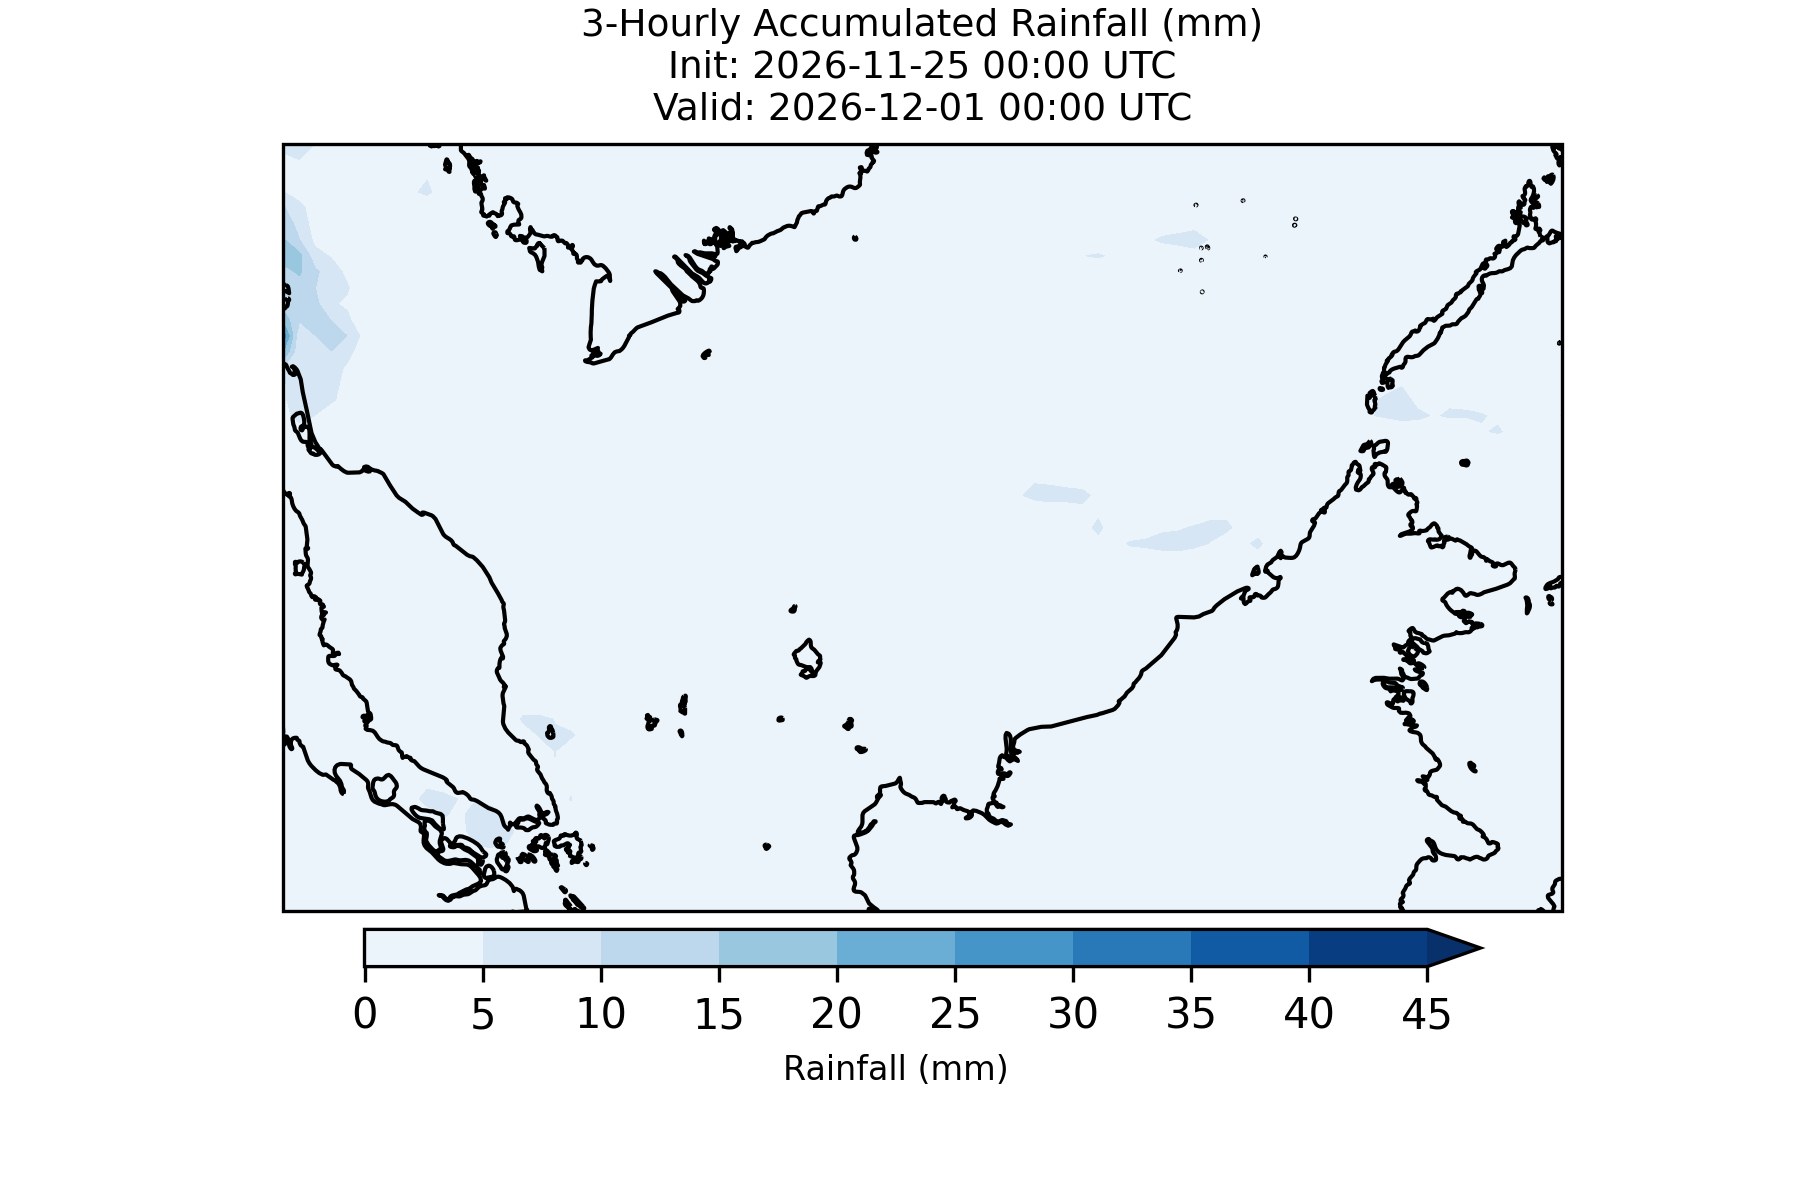 3-Hourly Accumulated Rainfall (mm)
Init: 2026-11-25 00:00 UTC
Valid: 2026-12-01 00:00 UTC
0 5 10 15 20 25 30 35 40 45
Rainfall (mm)